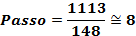 Passo = 1113/148 ≅ 8